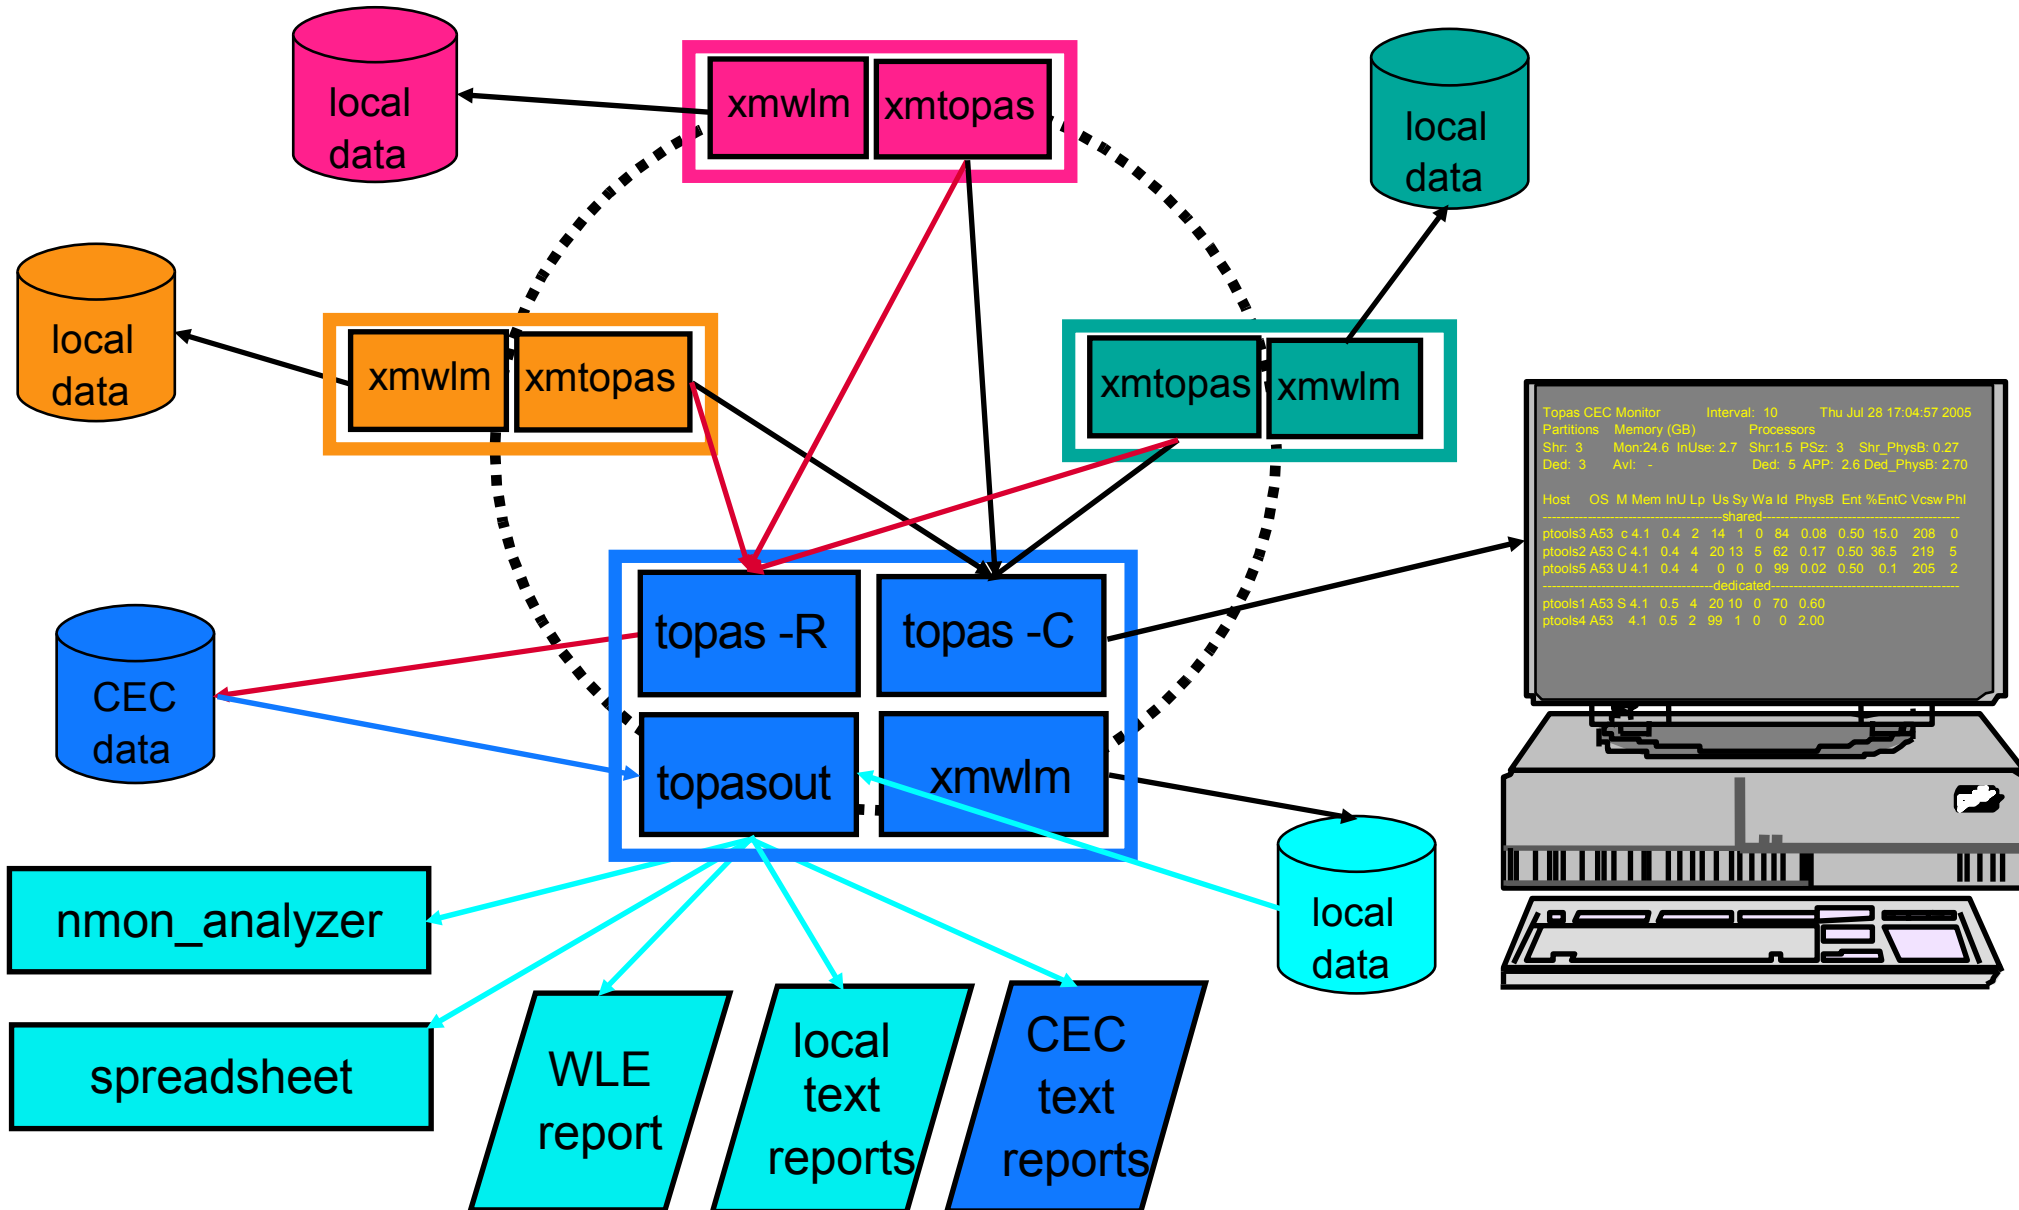 local
data
xmwlm
xmtopas
local
data
local
data
xmwlm
xmtopas
xmtopas
xmwlm
Topas CEC Monitor Interval: 10 Thu Jul 28 17:04:57 2005
Partitions Memory (GB) Processors
Shr: 3 Mon:24.6 InUse: 2.7 Shr:1.5 PSz: 3 Shr_PhysB: 0.27
Ded: 3 Avl: - Ded: 5 APP: 2.6 Ded_PhysB: 2.70
Host OS M Mem InU Lp Us Sy Wa Id PhysB Ent %EntC Vcsw PhI
-------------------------------------shared-------------------------------------
ptools3 A53 c 4.1 0.4 2 14 1 0 84 0.08 0.50 15.0 208 0
ptools2 A53 C 4.1 0.4 4 20 13 5 62 0.17 0.50 36.5 219 5
ptools5 A53 U 4.1 0.4 4 0 0 0 99 0.02 0.50 0.1 205 2
-----------------------------------dedicated-------------------------------------
ptools1 A53 S 4.1 0.5 4 20 10 0 70 0.60
ptools4 A53 4.1 0.5 2 99 1 0 0 2.00
topas -R
topas -C
CEC
data
topasout
xmwlm
local
data
nmon_analyzer
spreadsheet
WLE
report
local
text
reports
CEC
text
reports